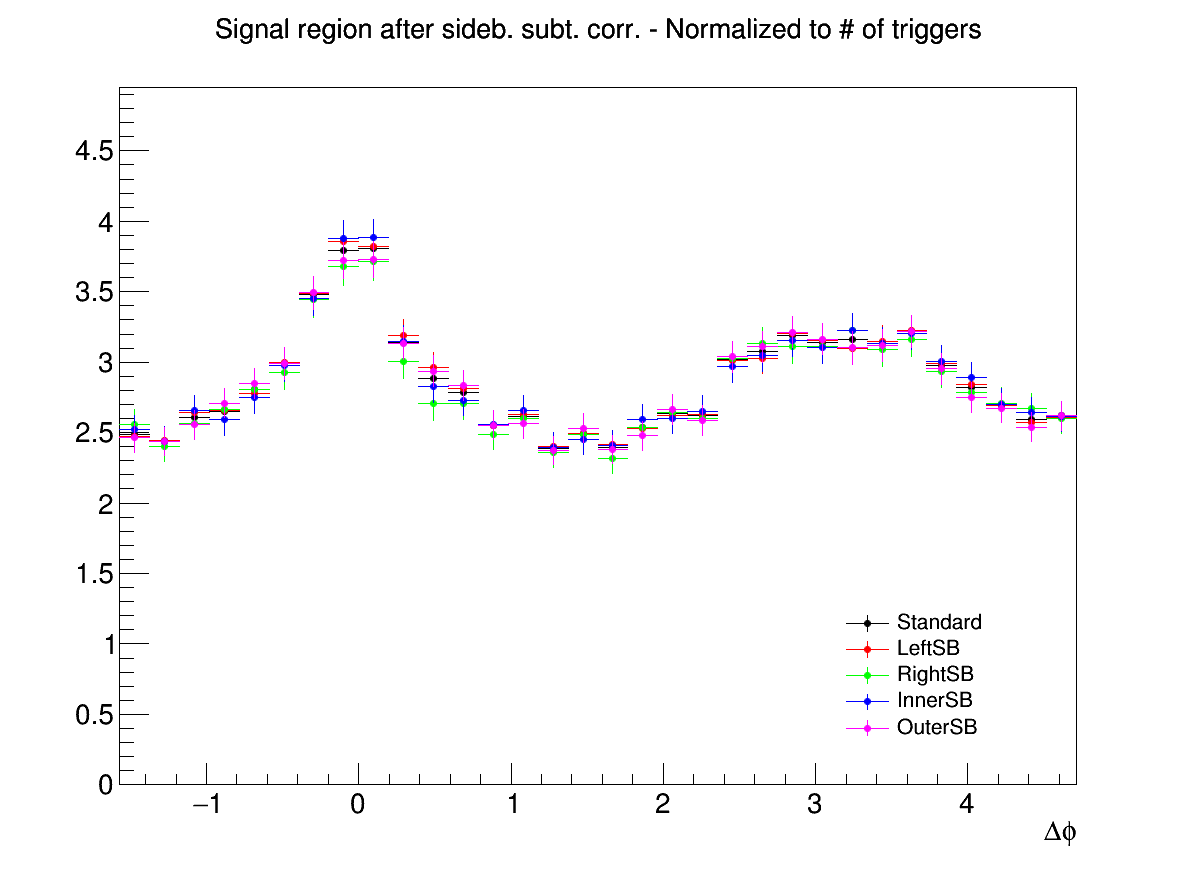 Signal region after sideb. subt. corr. - Normalized to # of triggers
4.5
4
3.5
3
2.5
2
1.5
1
0.5
0
−1 0 1 2 3 4
Δϕ
Standard
LeftSB
RightSB
InnerSB
OuterSB